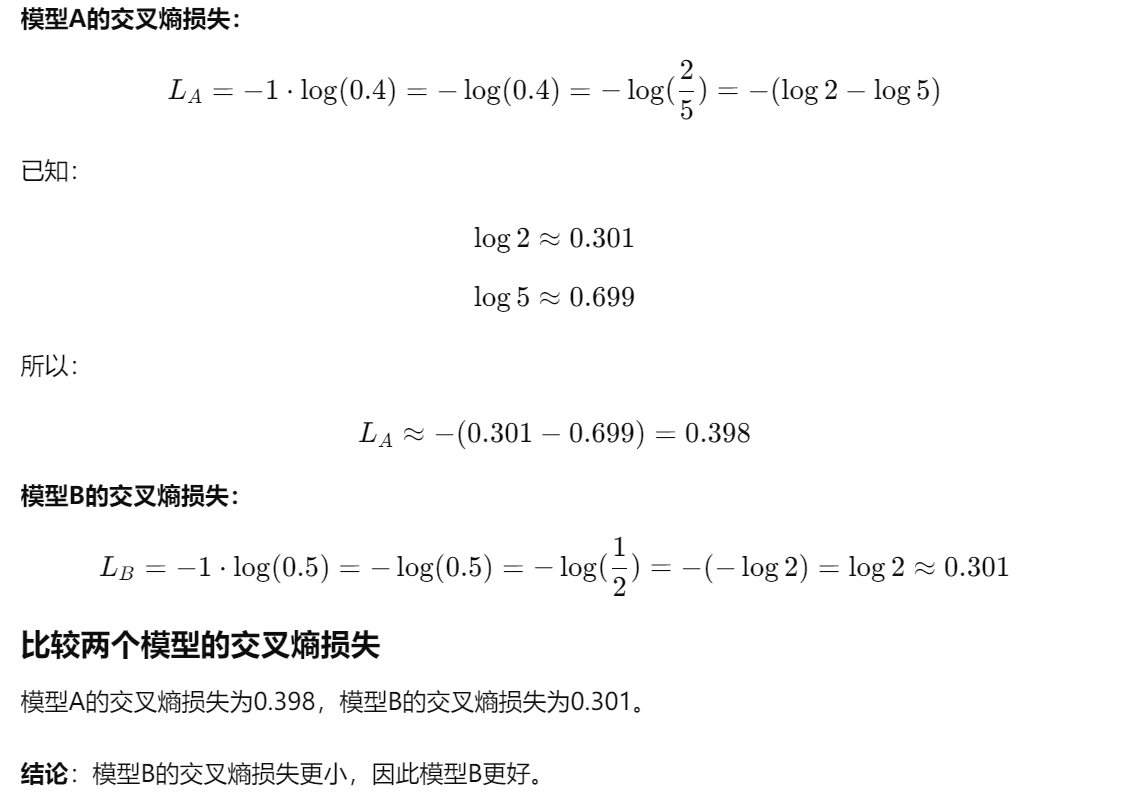 模型A的交叉熵损失：
L_A = −1 · log(0.4) = − log(0.4) = − log(2/5) = −(log 2 − log 5)
已知：
log 2 ≈ 0.301
log 5 ≈ 0.699
所以：
L_A ≈ −(0.301 − 0.699) = 0.398
模型B的交叉熵损失：
L_B = −1 · log(0.5) = − log(0.5) = − log(1/2) = −(− log 2) = log 2 ≈ 0.301
比较两个模型的交叉熵损失
模型A的交叉熵损失为0.398，模型B的交叉熵损失为0.301。
结论：模型B的交叉熵损失更小，因此模型B更好。